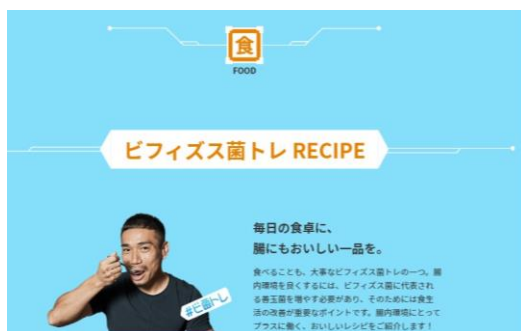 食
FOOD
ビフィズス菌トレ RECIPE
毎日の食卓に、
腸にもおいしい一品を。
食べることも、大事なビフィズス菌トレの一つ。腸
内環境を良くするには、ビフィズス菌に代表され
る善玉菌を増やす必要があり、そのためには食生
活の改善が重要なポイントです。腸内環境にとって
プラスに働く、おいしいレシピをご紹介します！
#ビ菌トレ